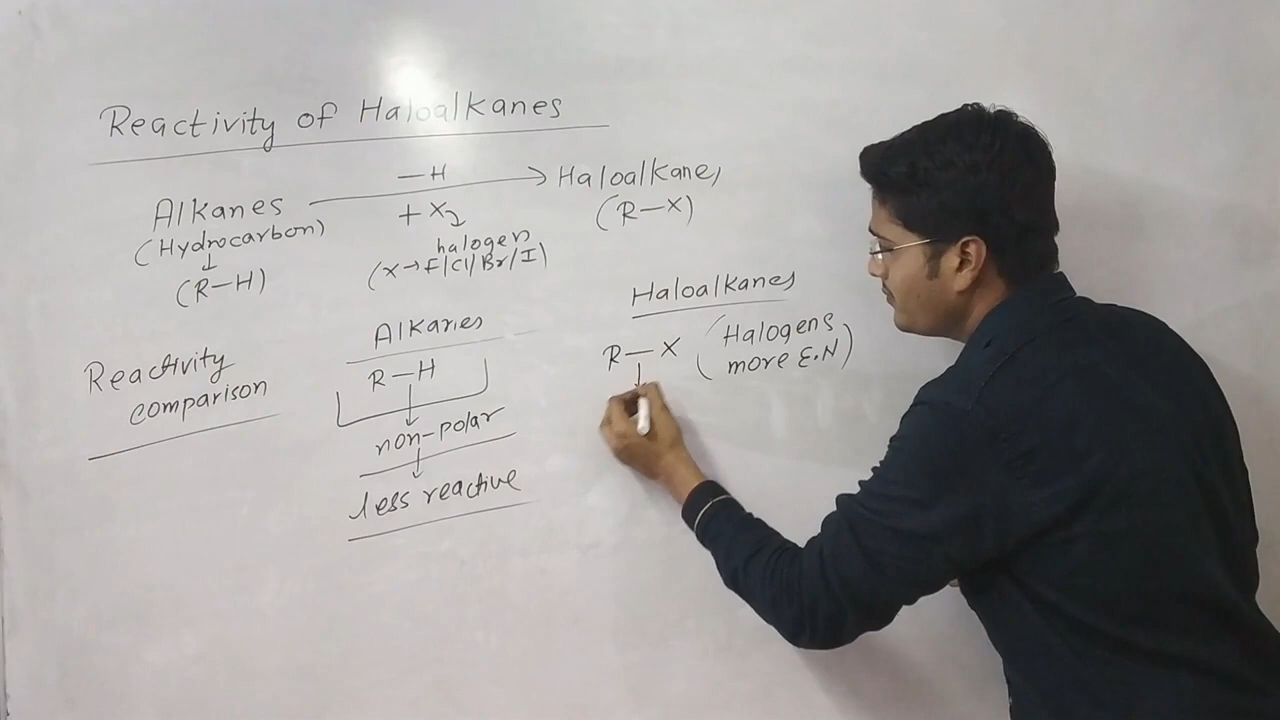 Reactivity of Haloalkanes
Alkanes
(Hydrocarbon)
↓
(R-H)
-H
+ X
halogen
(X→F/Cl/Br/I)
Haloalkanes
(R-X)
Reactivity
comparison
Alkanes
R-H
non-polar
less reactive
Haloalkanes
R-X
(Halogens
more E.N)